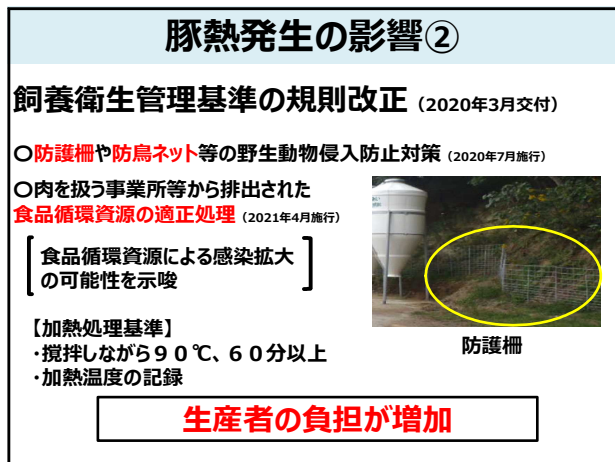 豚熱発生の影響②
飼養衛生管理基準の規則改正（2020年3月交付）
〇防護柵や防鳥ネット等の野生動物侵入防止対策（2020年7月施行）
〇肉を扱う事業所等から排出された
食品循環資源の適正処理（2021年4月施行）
食品循環資源による感染拡大
の可能性を示唆
【加熱処理基準】
・撹拌しながら９０℃、６０分以上
・加熱温度の記録
防護柵
生産者の負担が増加